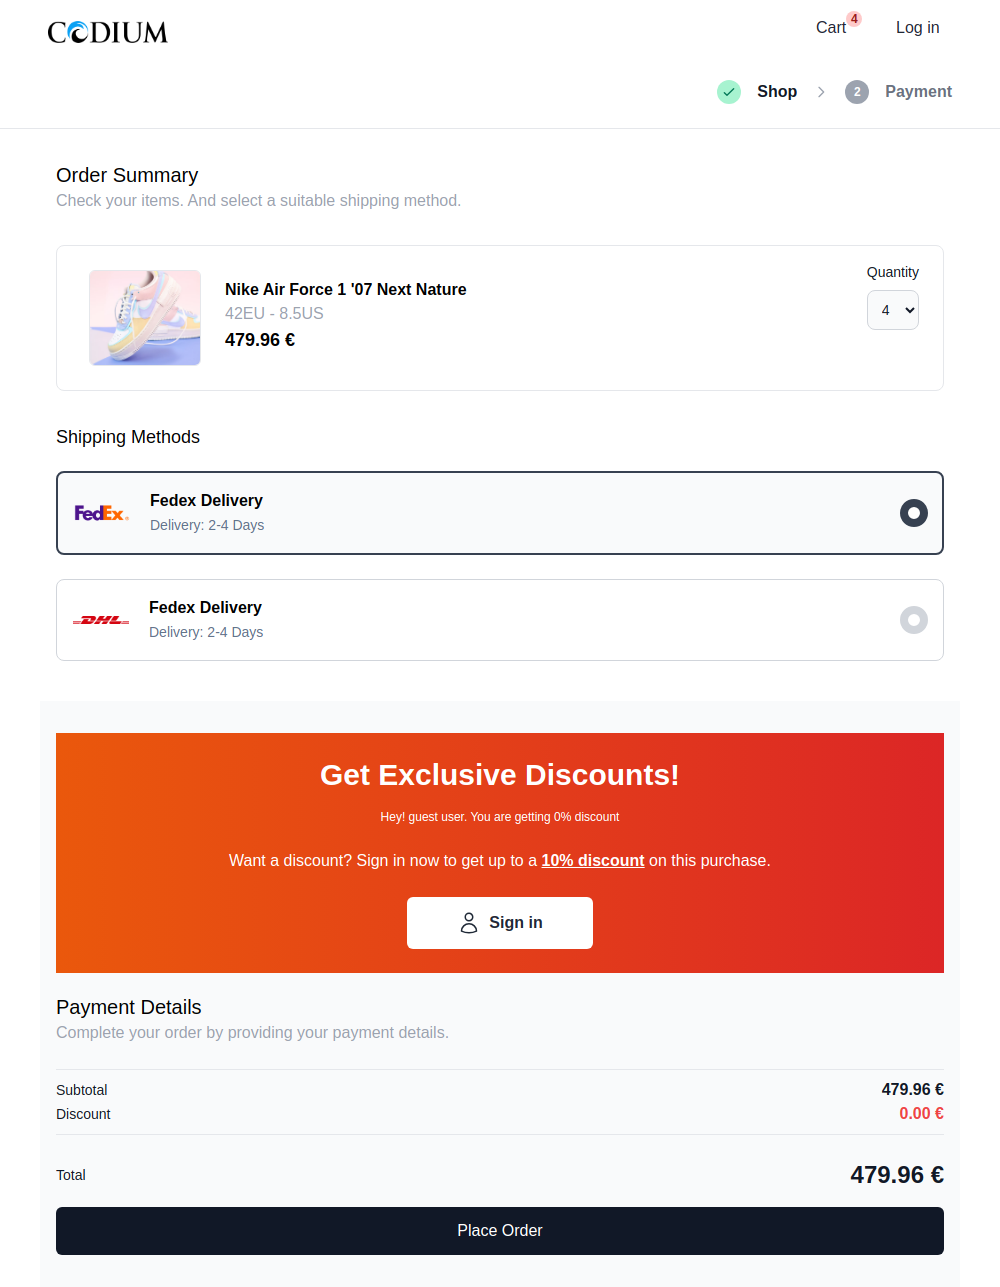 CODIUM
Cart 4 Log in
Shop 2 Payment
Order Summary
Check your items. And select a suitable shipping method.
Quantity
Nike Air Force 1 '07 Next Nature
4
42EU - 8.5US
479.96 €
Shipping Methods
FedEx
Fedex Delivery
Delivery: 2-4 Days
DHL
Fedex Delivery
Delivery: 2-4 Days
Get Exclusive Discounts!
Hey! guest user. You are getting 0% discount
Want a discount? Sign in now to get up to a 10% discount on this purchase.
Sign in
Payment Details
Complete your order by providing your payment details.
Subtotal 479.96 €
Discount 0.00 €
Total 479.96 €
Place Order